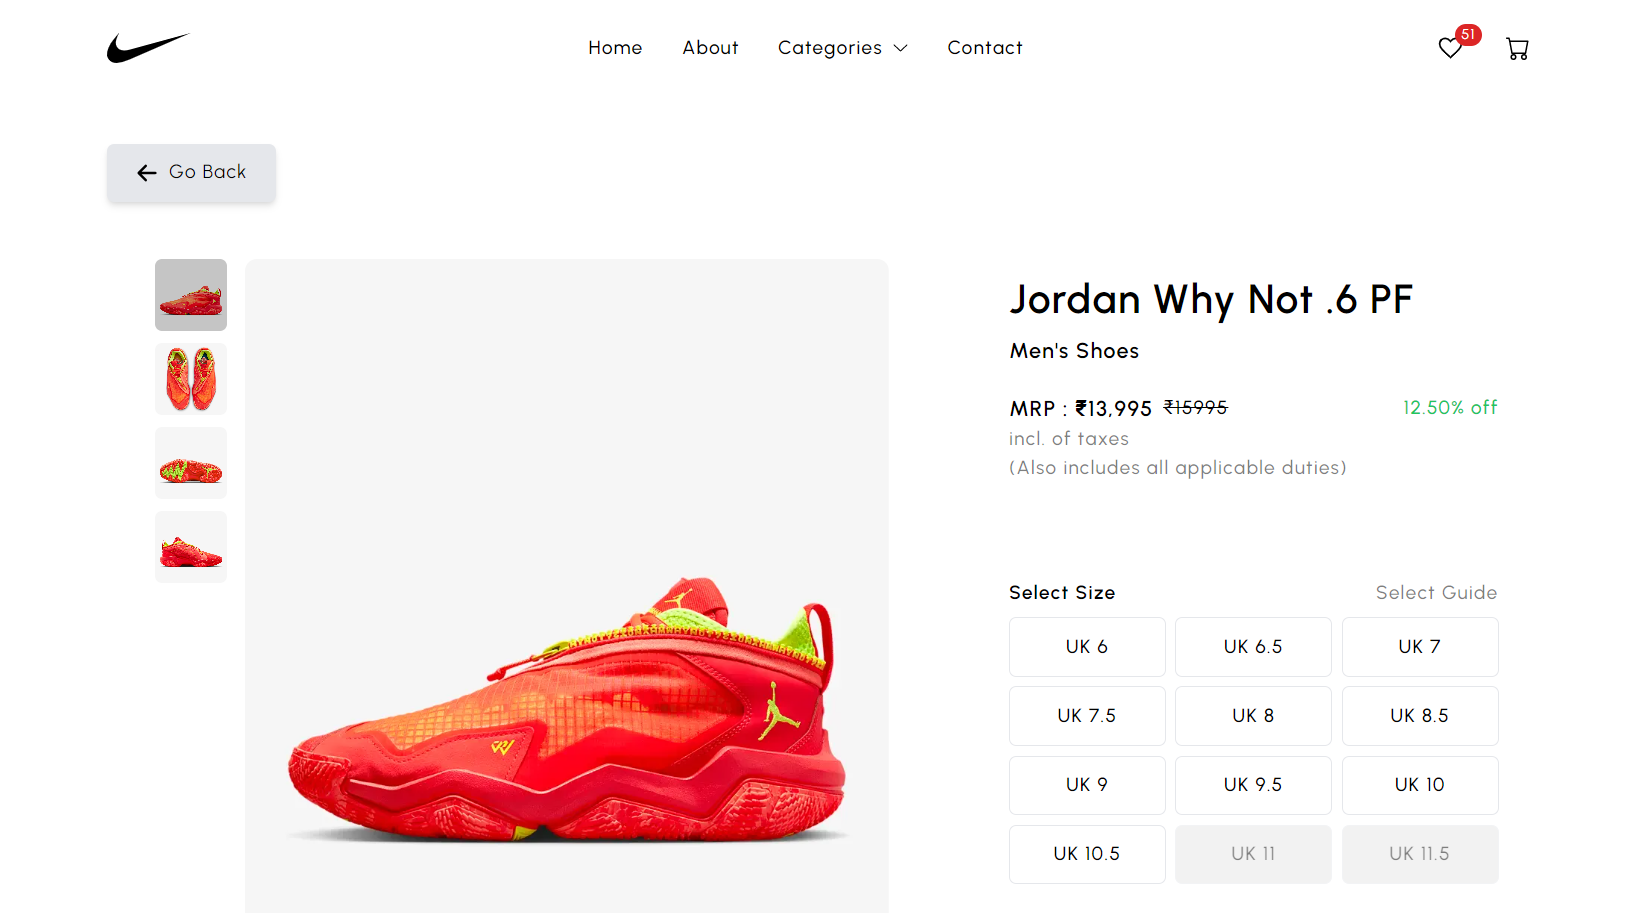 Home About Categories Contact 51
Go Back
Jordan Why Not .6 PF
Men's Shoes
MRP : ₹13,995 ₹15995 12.50% off
incl. of taxes
(Also includes all applicable duties)
Select Size Select Guide
UK 6 UK 6.5 UK 7
UK 7.5 UK 8 UK 8.5
UK 9 UK 9.5 UK 10
UK 10.5 UK 11 UK 11.5